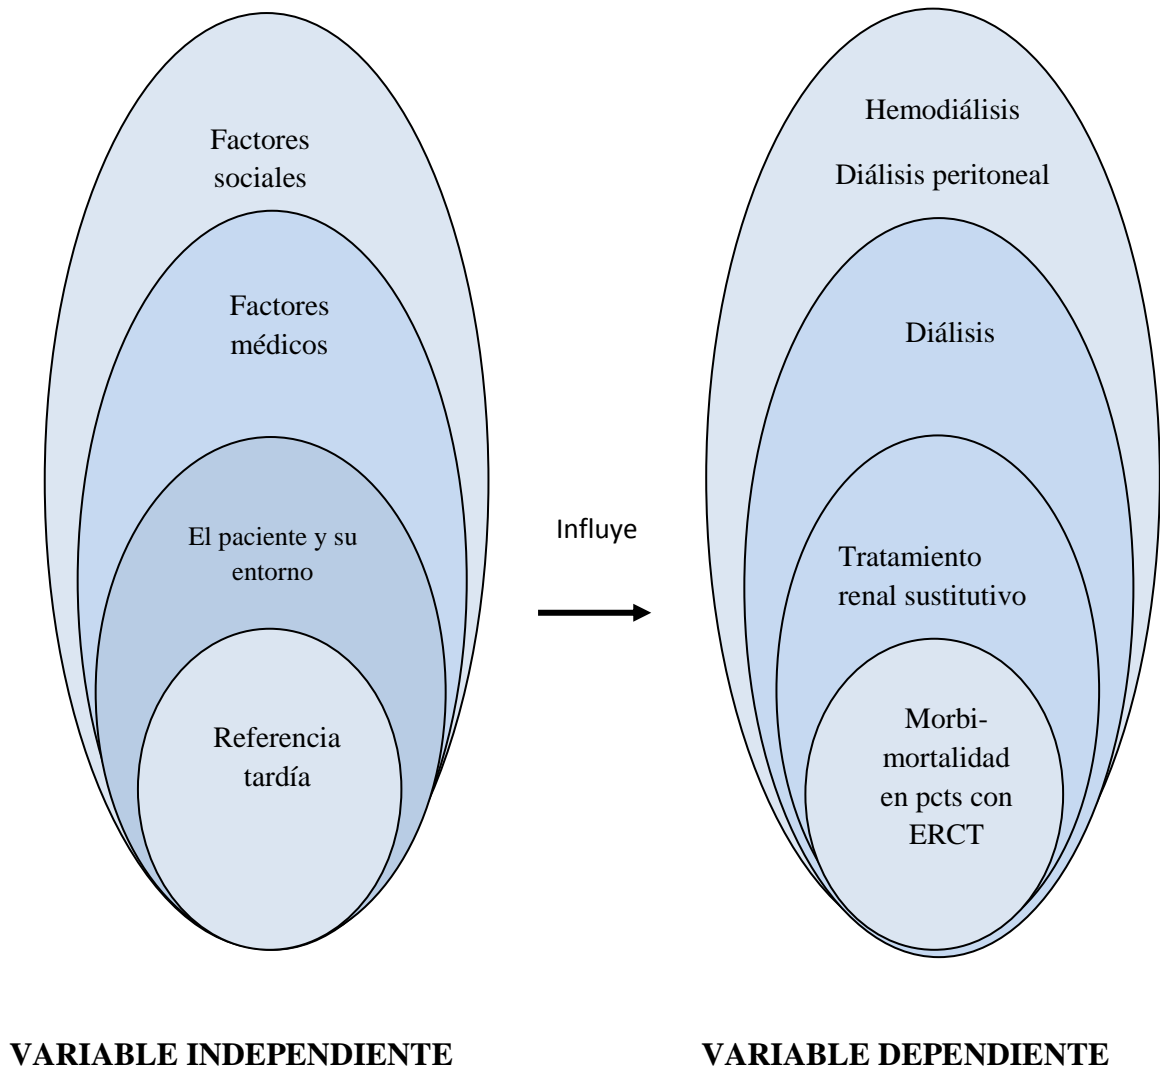 Factores
sociales
Factores
médicos
El paciente y su
entorno
Referencia
tardía
Influye
Hemodiálisis
Diálisis peritoneal
Diálisis
Tratamiento
renal sustitutivo
Morbi-
mortalidad
en pcts con
ERCT
VARIABLE INDEPENDIENTE
VARIABLE DEPENDIENTE